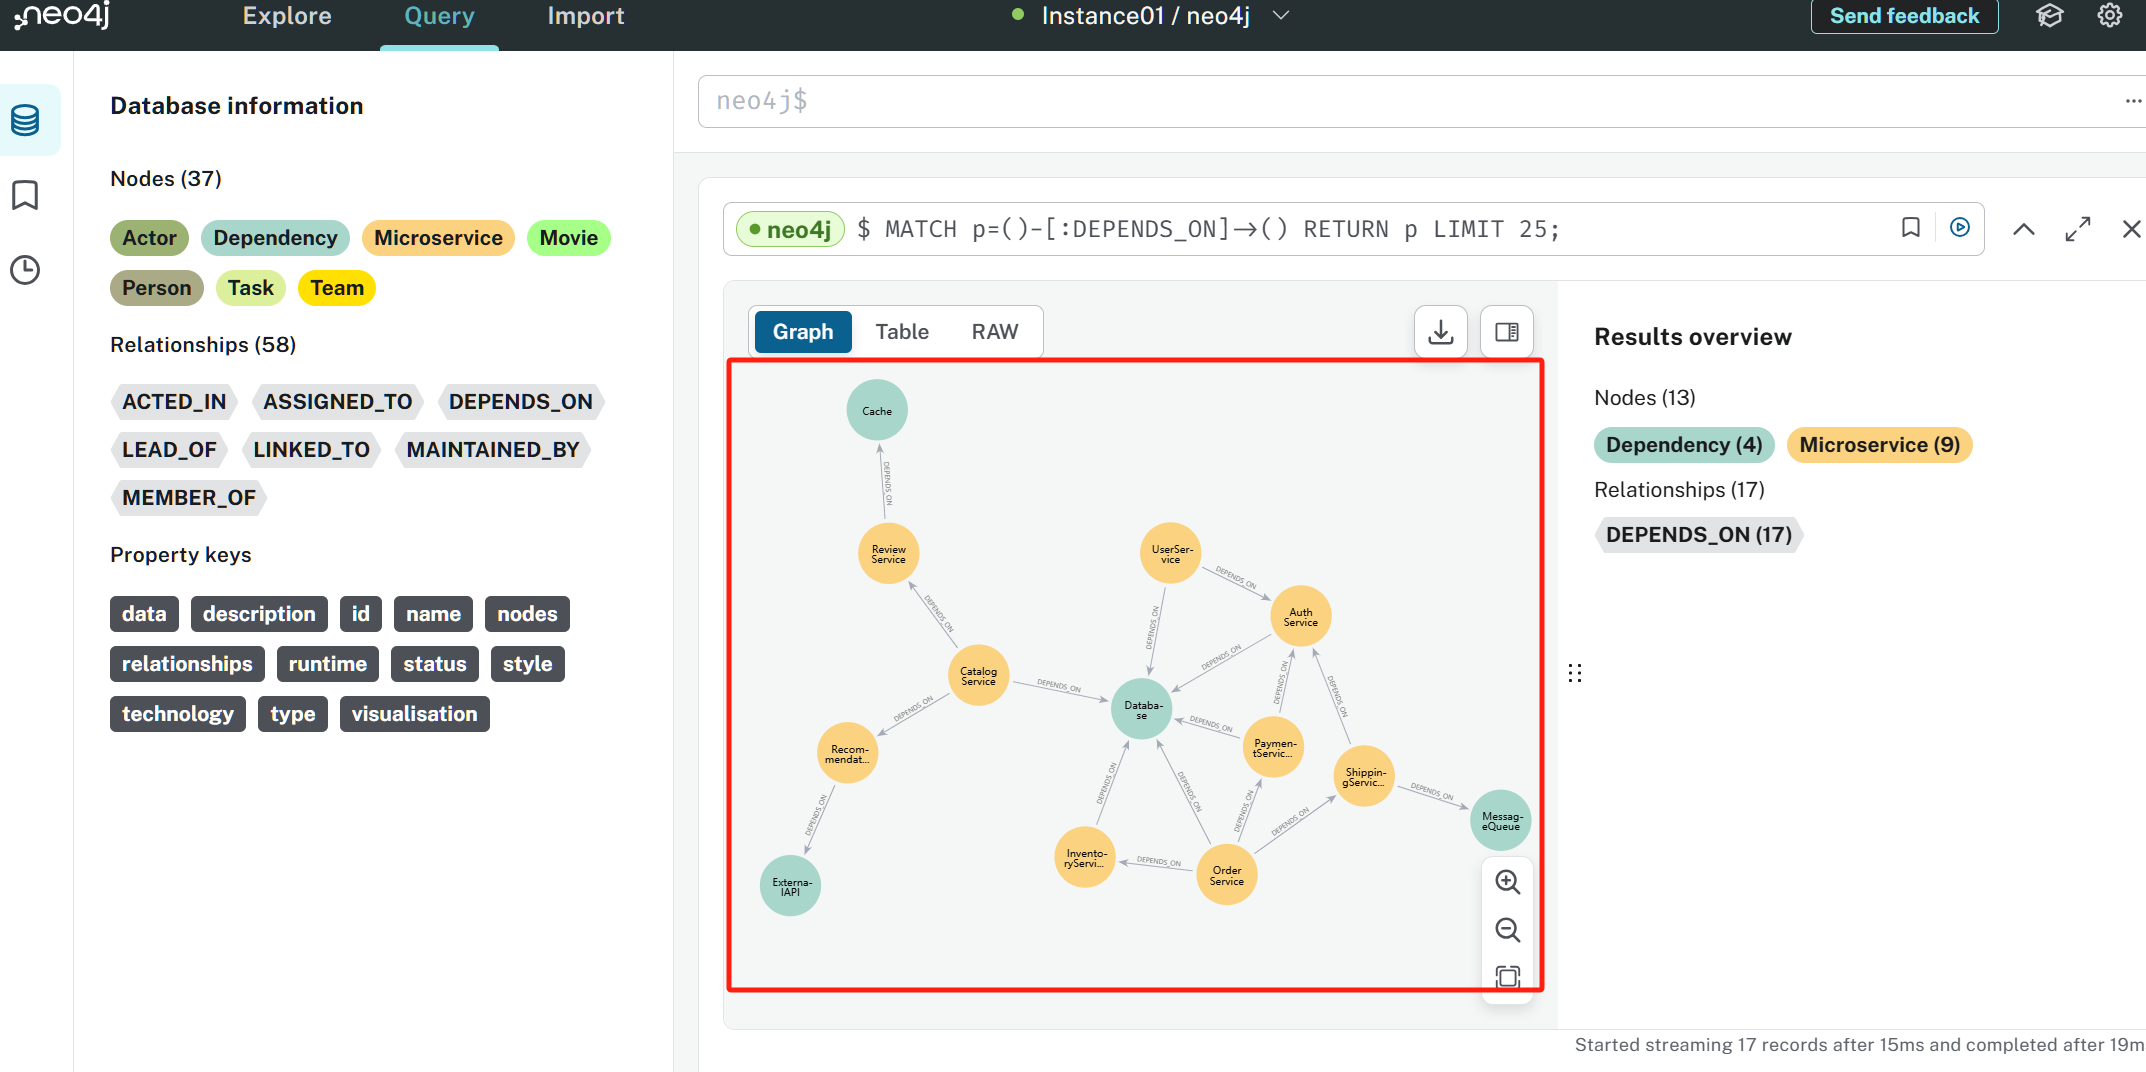 neo4j
Explore
Query
Import
Instance01 / neo4j
Send feedback
Database information
Nodes (37)
Actor
Dependency
Microservice
Movie
Person
Task
Team
Relationships (58)
ACTED_IN
ASSIGNED_TO
DEPENDS_ON
LEAD_OF
LINKED_TO
MAINTAINED_BY
MEMBER_OF
Property keys
data
description
id
name
nodes
relationships
runtime
status
style
technology
type
visualisation
neo4j$
neo4j $ MATCH p=()-[:DEPENDS_ON]→() RETURN p LIMIT 25;
Graph
Table
RAW
Cache
DEPENDS_ON
Review
Service
DEPENDS_ON
UserSer-
vice
DEPENDS_ON
DEPENDS_ON
Auth
Service
DEPENDS_ON
Catalog
Service
DEPENDS_ON
DEPENDS_ON
DEPENDS_ON
DEPENDS_ON
Databa-
se
DEPENDS_ON
Recom-
mendat...
Paymen-
tServic...
Shippin-
gServic...
DEPENDS_ON
DEPENDS_ON
DEPENDS_ON
DEPENDS_ON
DEPENDS_ON
DEPENDS_ON
Messag-
eQueue
Invento-
ryServi...
DEPENDS_ON
Order
Service
Externa-
lAPI
Results overview
Nodes (13)
Dependency (4)
Microservice (9)
Relationships (17)
DEPENDS_ON (17)
Started streaming 17 records after 15ms and completed after 19m